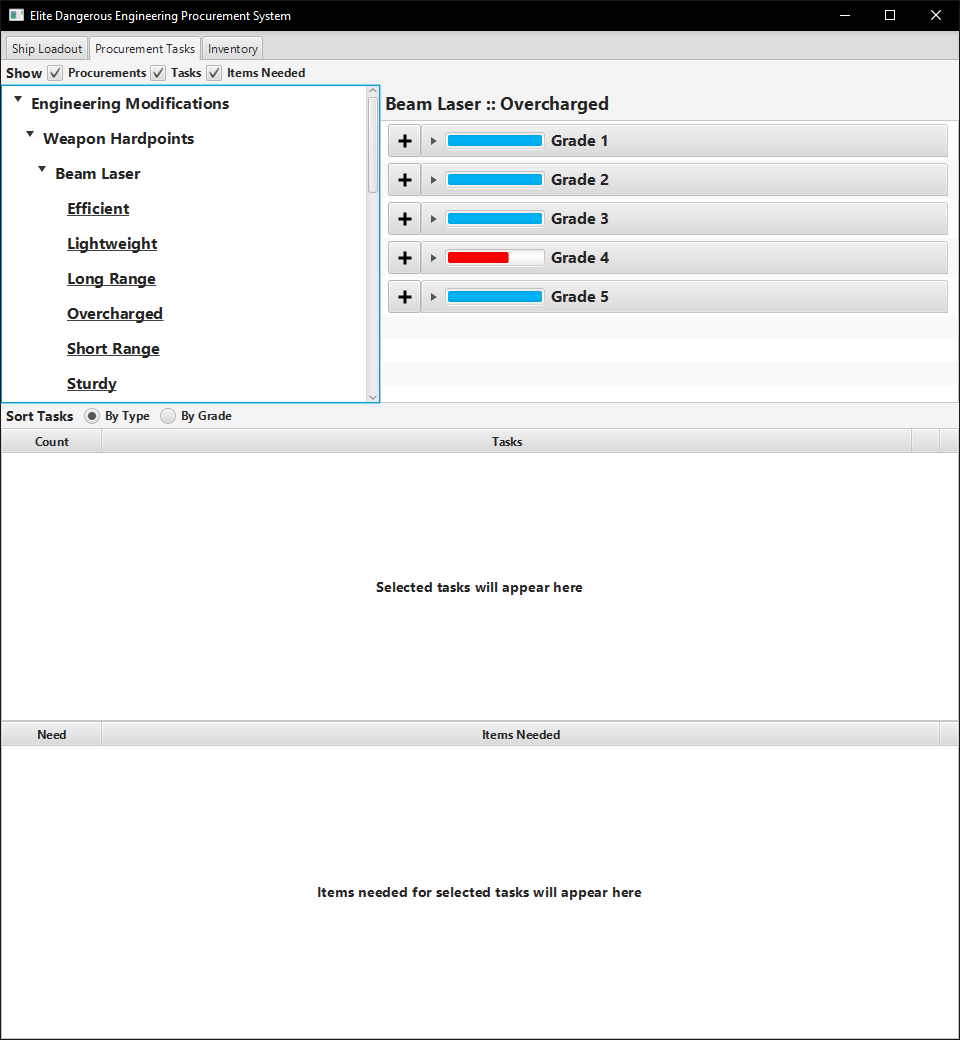 Elite Dangerous Engineering Procurement System
Ship Loadout Procurement Tasks Inventory
Show Procurements Tasks Items Needed
Engineering Modifications
Weapon Hardpoints
Beam Laser
Efficient
Lightweight
Long Range
Overcharged
Short Range
Sturdy
Beam Laser :: Overcharged
Grade 1
Grade 2
Grade 3
Grade 4
Grade 5
Sort Tasks By Type By Grade
Count Tasks
Selected tasks will appear here
Need Items Needed
Items needed for selected tasks will appear here